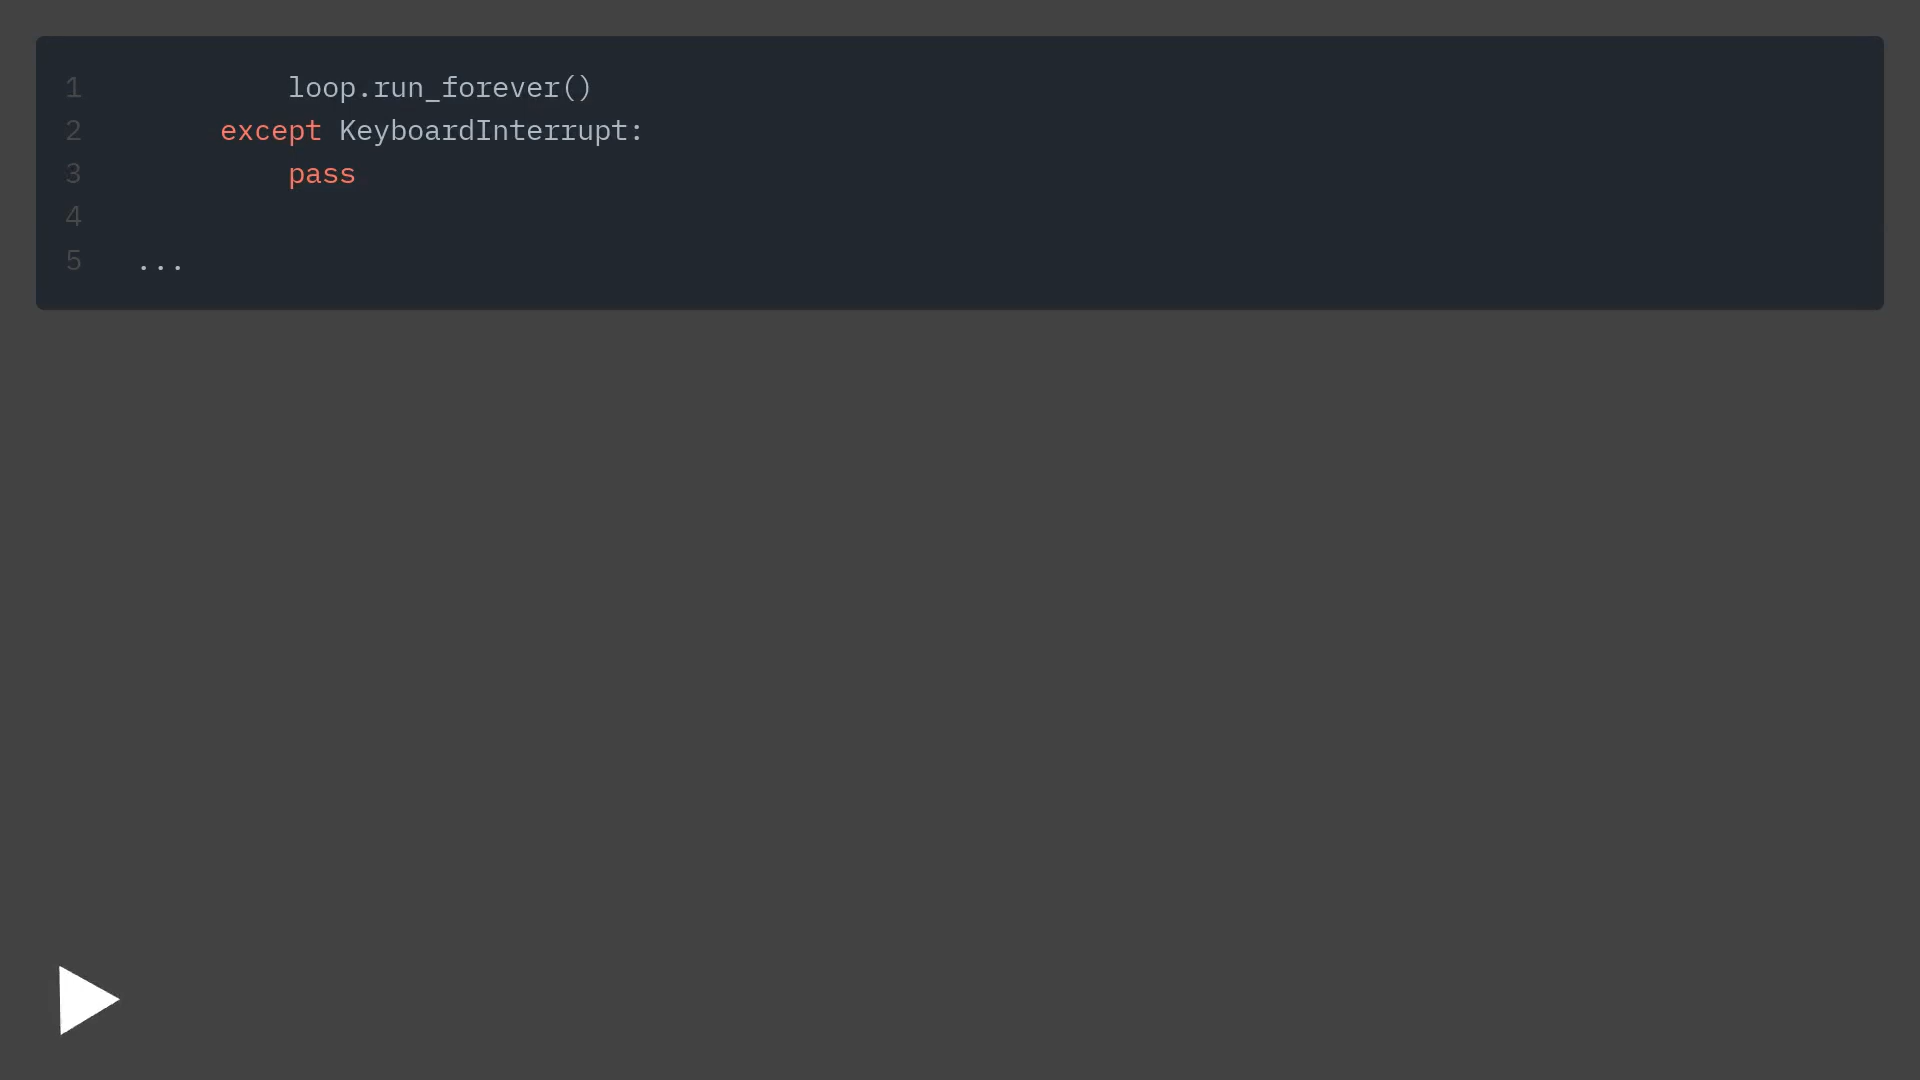 1 loop.run_forever()
2 except KeyboardInterrupt:
3 pass
4
5 ...